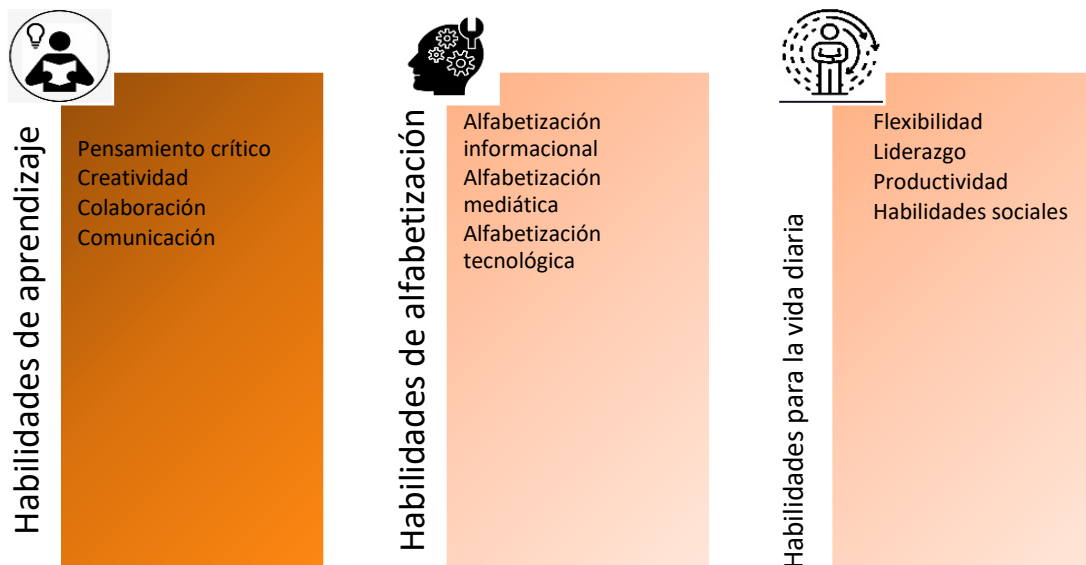 Habilidades de aprendizaje
Pensamiento crítico
Creatividad
Colaboración
Comunicación
Habilidades de alfabetización
Alfabetización
informacional
Alfabetización
mediática
Alfabetización
tecnológica
Habilidades para la vida diaria
Flexibilidad
Liderazgo
Productividad
Habilidades sociales